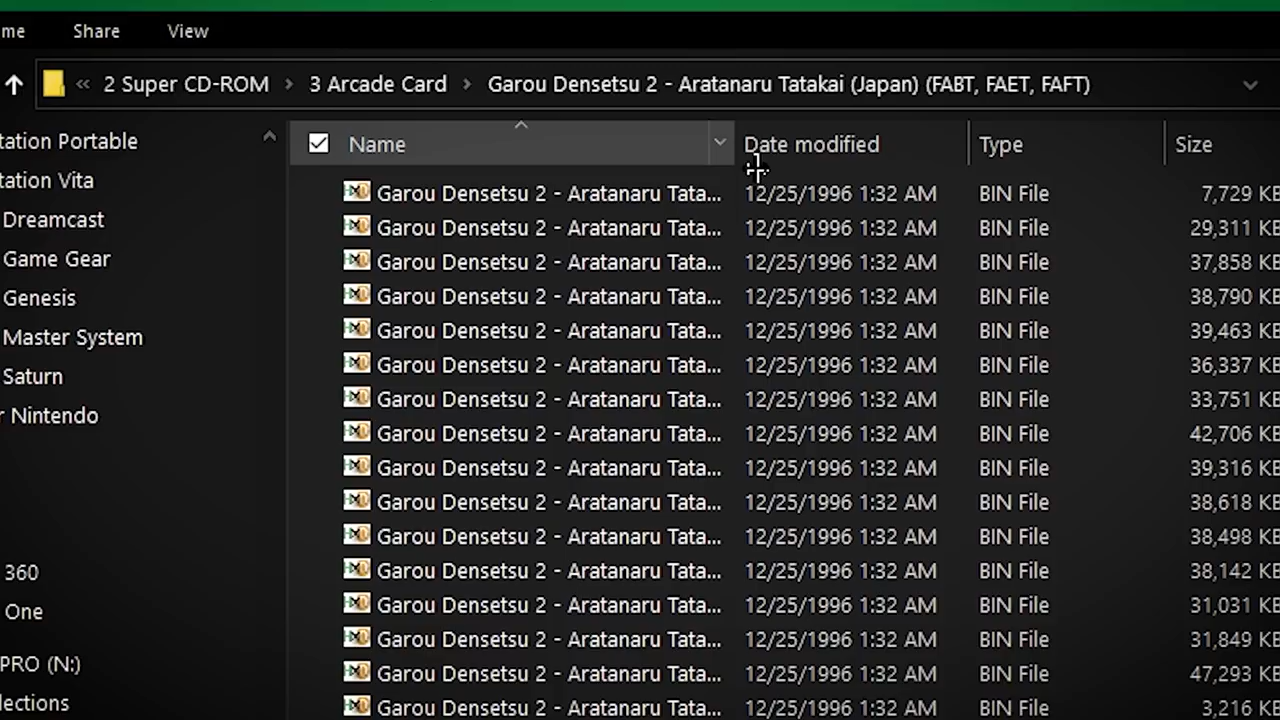 me Share View
« 2 Super CD-ROM › 3 Arcade Card › Garou Densetsu 2 - Aratanaru Tatakai (Japan) (FABT, FAET, FAFT)
tation Portable
tation Vita
Dreamcast
Game Gear
Genesis
Master System
Saturn
r Nintendo
360
One
PRO (N:)
lections
Name Date modified Type Size
Garou Densetsu 2 - Aratanaru Tata... 12/25/1996 1:32 AM BIN File 7,729 KB
Garou Densetsu 2 - Aratanaru Tata... 12/25/1996 1:32 AM BIN File 29,311 KB
Garou Densetsu 2 - Aratanaru Tata... 12/25/1996 1:32 AM BIN File 37,858 KB
Garou Densetsu 2 - Aratanaru Tata... 12/25/1996 1:32 AM BIN File 38,790 KB
Garou Densetsu 2 - Aratanaru Tata... 12/25/1996 1:32 AM BIN File 39,463 KB
Garou Densetsu 2 - Aratanaru Tata... 12/25/1996 1:32 AM BIN File 36,337 KB
Garou Densetsu 2 - Aratanaru Tata... 12/25/1996 1:32 AM BIN File 33,751 KB
Garou Densetsu 2 - Aratanaru Tata... 12/25/1996 1:32 AM BIN File 42,706 KB
Garou Densetsu 2 - Aratanaru Tata... 12/25/1996 1:32 AM BIN File 39,316 KB
Garou Densetsu 2 - Aratanaru Tata... 12/25/1996 1:32 AM BIN File 38,618 KB
Garou Densetsu 2 - Aratanaru Tata... 12/25/1996 1:32 AM BIN File 38,498 KB
Garou Densetsu 2 - Aratanaru Tata... 12/25/1996 1:32 AM BIN File 38,142 KB
Garou Densetsu 2 - Aratanaru Tata... 12/25/1996 1:32 AM BIN File 31,031 KB
Garou Densetsu 2 - Aratanaru Tata... 12/25/1996 1:32 AM BIN File 31,849 KB
Garou Densetsu 2 - Aratanaru Tata... 12/25/1996 1:32 AM BIN File 47,293 KB
Garou Densetsu 2 - Aratanaru Tata... 12/25/1996 1:32 AM BIN File 3,216 KB